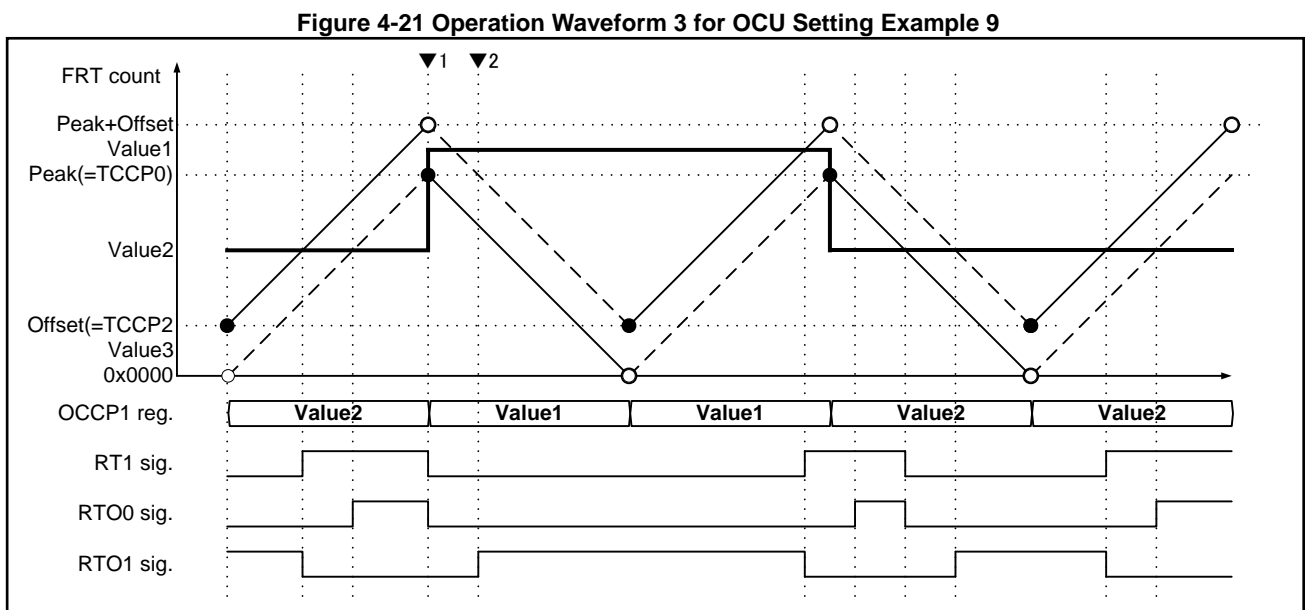 Figure 4-21 Operation Waveform 3 for OCU Setting Example 9
▼1 ▼2
FRT count
Peak+Offset
Value1
Peak(=TCCP0)
Value2
Offset(=TCCP2
Value3
0x0000
OCCP1 reg. Value2 Value1 Value1 Value2 Value2
RT1 sig.
RTO0 sig.
RTO1 sig.